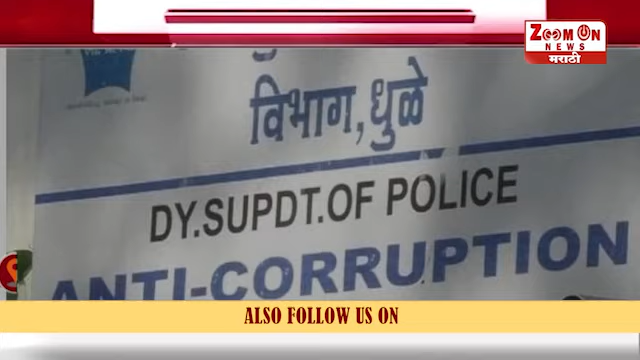 ZOOM ON
NEWS
मराठी
विभाग,धुळे
DY.SUPDT.OF POLICE
ANTI-CORRUPTION
ALSO FOLLOW US ON